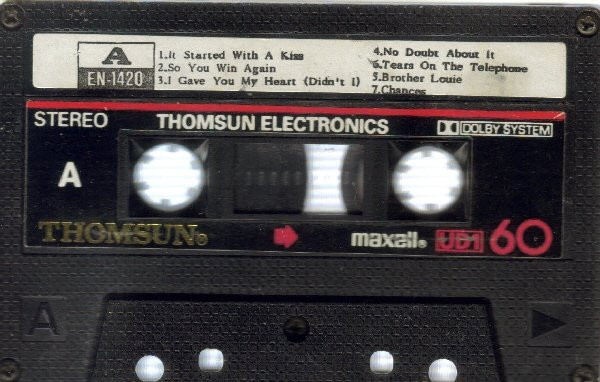 A
EN-1420
1.It Started With A Kiss
2.So You Win Again
3.I Gave You My Heart (Didn't I)
4.No Doubt About It
6.Tears On The Telephone
5.Brother Louie
7.Chances
STEREO
THOMSUN ELECTRONICS
DOLBY SYSTEM
A
THOMSUN
maxell
UD1 60
A